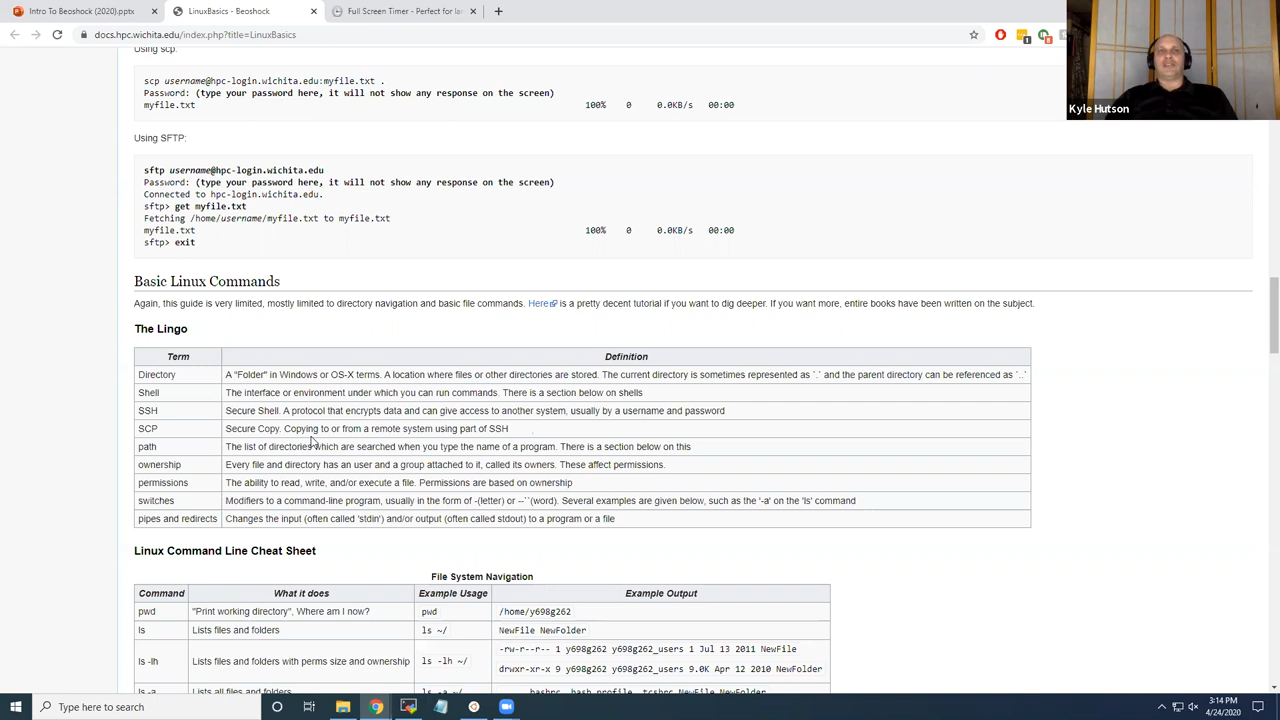 Intro To Beoshock (2020).pptx
LinuxBasics - Beoshock
Full Screen Timer - Perfect for la
docs.hpc.wichita.edu/index.php?title=LinuxBasics
Kyle Hutson
Using scp:
scp username@hpc-login.wichita.edu:myfile.txt .
Password: (type your password here, it will not show any response on the screen)
myfile.txt 100% 0 0.0KB/s 00:00
Using SFTP:
sftp username@hpc-login.wichita.edu
Password: (type your password here, it will not show any response on the screen)
Connected to hpc-login.wichita.edu.
sftp> get myfile.txt
Fetching /home/username/myfile.txt to myfile.txt
myfile.txt 100% 0 0.0KB/s 00:00
sftp> exit
Basic Linux Commands
Again, this guide is very limited, mostly limited to directory navigation and basic file commands. Here is a pretty decent tutorial if you want to dig deeper. If you want more, entire books have been written on the subject.
The Lingo
Term Definition
Directory A "Folder" in Windows or OS-X terms. A location where files or other directories are stored. The current directory is sometimes represented as `.' and the parent directory can be referenced as `..'
Shell The interface or environment under which you can run commands. There is a section below on shells
SSH Secure Shell. A protocol that encrypts data and can give access to another system, usually by a username and password
SCP Secure Copy. Copying to or from a remote system using part of SSH
path The list of directories which are searched when you type the name of a program. There is a section below on this
ownership Every file and directory has an user and a group attached to it, called its owners. These affect permissions.
permissions The ability to read, write, and/or execute a file. Permissions are based on ownership
switches Modifiers to a command-line program, usually in the form of -(letter) or --``(word). Several examples are given below, such as the '-a' on the 'ls' command
pipes and redirects Changes the input (often called 'stdin') and/or output (often called stdout) to a program or a file
Linux Command Line Cheat Sheet
File System Navigation
Command What it does Example Usage Example Output
pwd "Print working directory", Where am I now? pwd /home/y698g262
ls Lists files and folders ls ~/ NewFile NewFolder
ls -lh Lists files and folders with perms size and ownership ls -lh ~/ -rw-r--r-- 1 y698g262 y698g262_users 1 Jul 13 2011 NewFile
drwxr-xr-x 9 y698g262 y698g262_users 9.0K Apr 12 2010 NewFolder
ls -a Lists all files and folders ls -a ~/
Type here to search
3:14 PM
4/24/2020